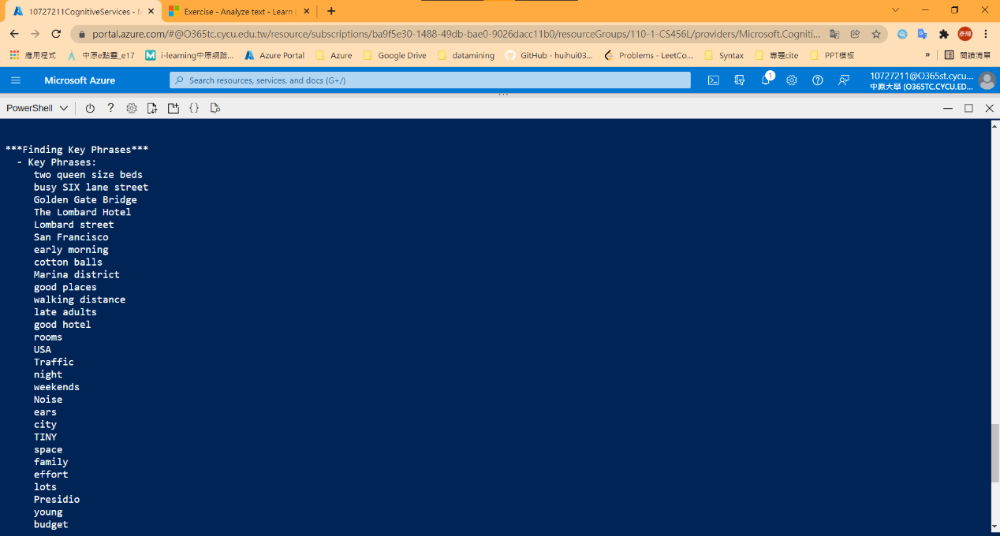 10727211CognitiveServices - M
Exercise - Analyze text - Learn |
portal.azure.com/#@O365tc.cycu.edu.tw/resource/subscriptions/ba9f5e30-1488-49db-bae0-9026dacc11b0/resourceGroups/110-1-CS456L/providers/Microsoft.Cogniti...
應用程式 中原e點靈_e17 i-learning中原網路... Azure Portal Azure Google Drive datamining GitHub - huihui03... Problems - LeetCo... Syntax 專題cite PPT模板 » 閱讀清單
Microsoft Azure
Search resources, services, and docs (G+/)
1
10727211@O365st.cycu...
中原大學 (O365TC.CYCU.ED...
PowerShell
***Finding Key Phrases***
- Key Phrases:
two queen size beds
busy SIX lane street
Golden Gate Bridge
The Lombard Hotel
Lombard street
San Francisco
early morning
cotton balls
Marina district
good places
walking distance
late adults
good hotel
rooms
USA
Traffic
night
weekends
Noise
ears
city
TINY
space
family
effort
lots
Presidio
young
budget